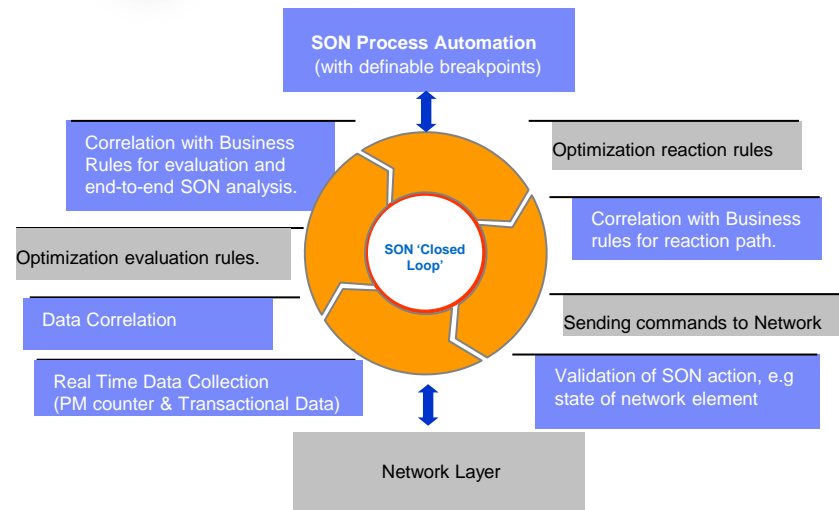 SON Process Automation
(with definable breakpoints)
Correlation with Business
Rules for evaluation and
end-to-end SON analysis.
Optimization reaction rules
Optimization evaluation rules.
SON ‘Closed
Loop’
Correlation with Business
rules for reaction path.
Data Correlation
Sending commands to Network
Real Time Data Collection
(PM counter & Transactional Data)
Validation of SON action, e.g
state of network element
Network Layer